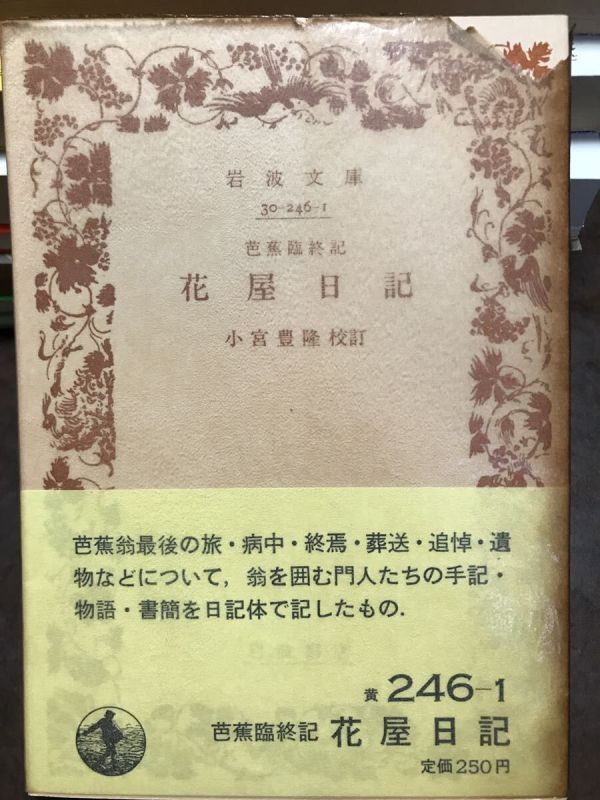 岩波文庫
30-246-1
芭蕉臨終記
花屋日記
小宮豊隆校訂
芭蕉翁最後の旅・病中・終焉・葬送・追悼・遺
物などについて，翁を囲む門人たちの手記・
物語・書簡を日記体で記したもの．
黄 246-1
芭蕉臨終記 花屋日記
定価250円